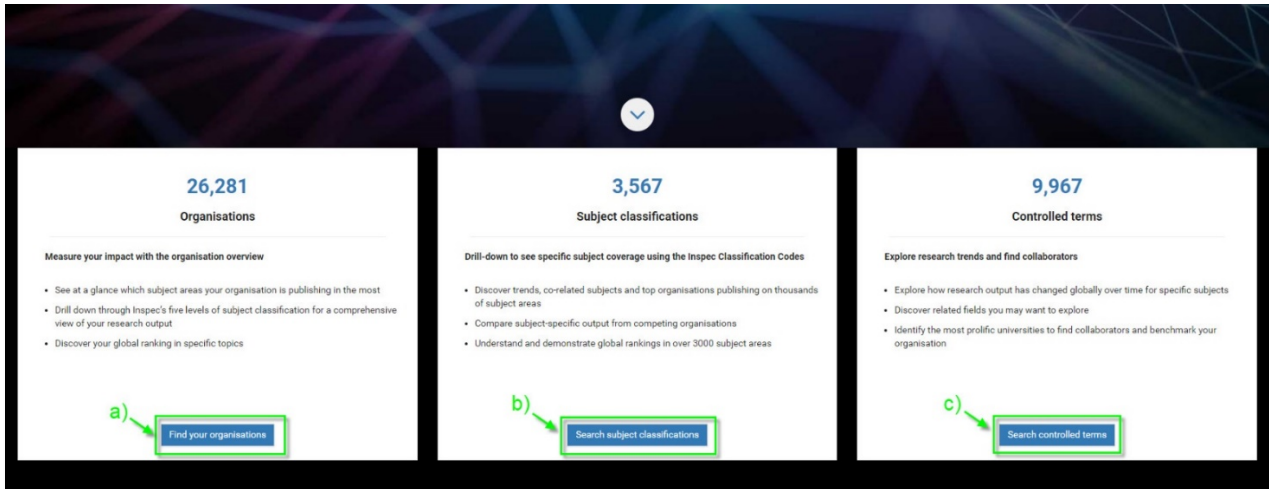 26,281
Organisations
Measure your impact with the organisation overview
• See at a glance which subject areas your organisation is publishing in the most
• Drill down through Inspec's five levels of subject classification for a comprehensive
view of your research output
• Discover your global ranking in specific topics
a)
Find your organisations
3,567
Subject classifications
Drill-down to see specific subject coverage using the Inspec Classification Codes
• Discover trends, co-related subjects and top organisations publishing on thousands
of subject areas
• Compare subject-specific output from competing organisations
• Understand and demonstrate global rankings in over 3000 subject areas
b)
Search subject classifications
9,967
Controlled terms
Explore research trends and find collaborators
• Explore how research output has changed globally over time for specific subjects
• Discover related fields you may want to explore
• Identify the most prolific universities to find collaborators and benchmark your
organisation
c)
Search controlled terms